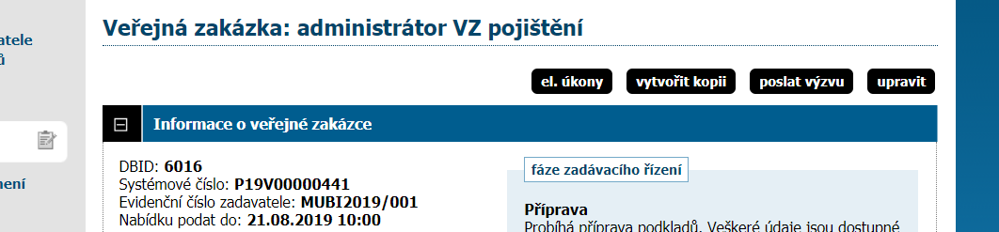 Veřejná zakázka: administrátor VZ pojištění
el. úkony vytvořit kopii poslat výzvu upravit
Informace o veřejné zakázce
DBID: 6016
Systémové číslo: P19V00000441
Evidenční číslo zadavatele: MUBI2019/001
Nabídku podat do: 21.08.2019 10:00
fáze zadávacího řízení
Příprava
Probíhá příprava podkladů. Veškeré údaje jsou dostupné